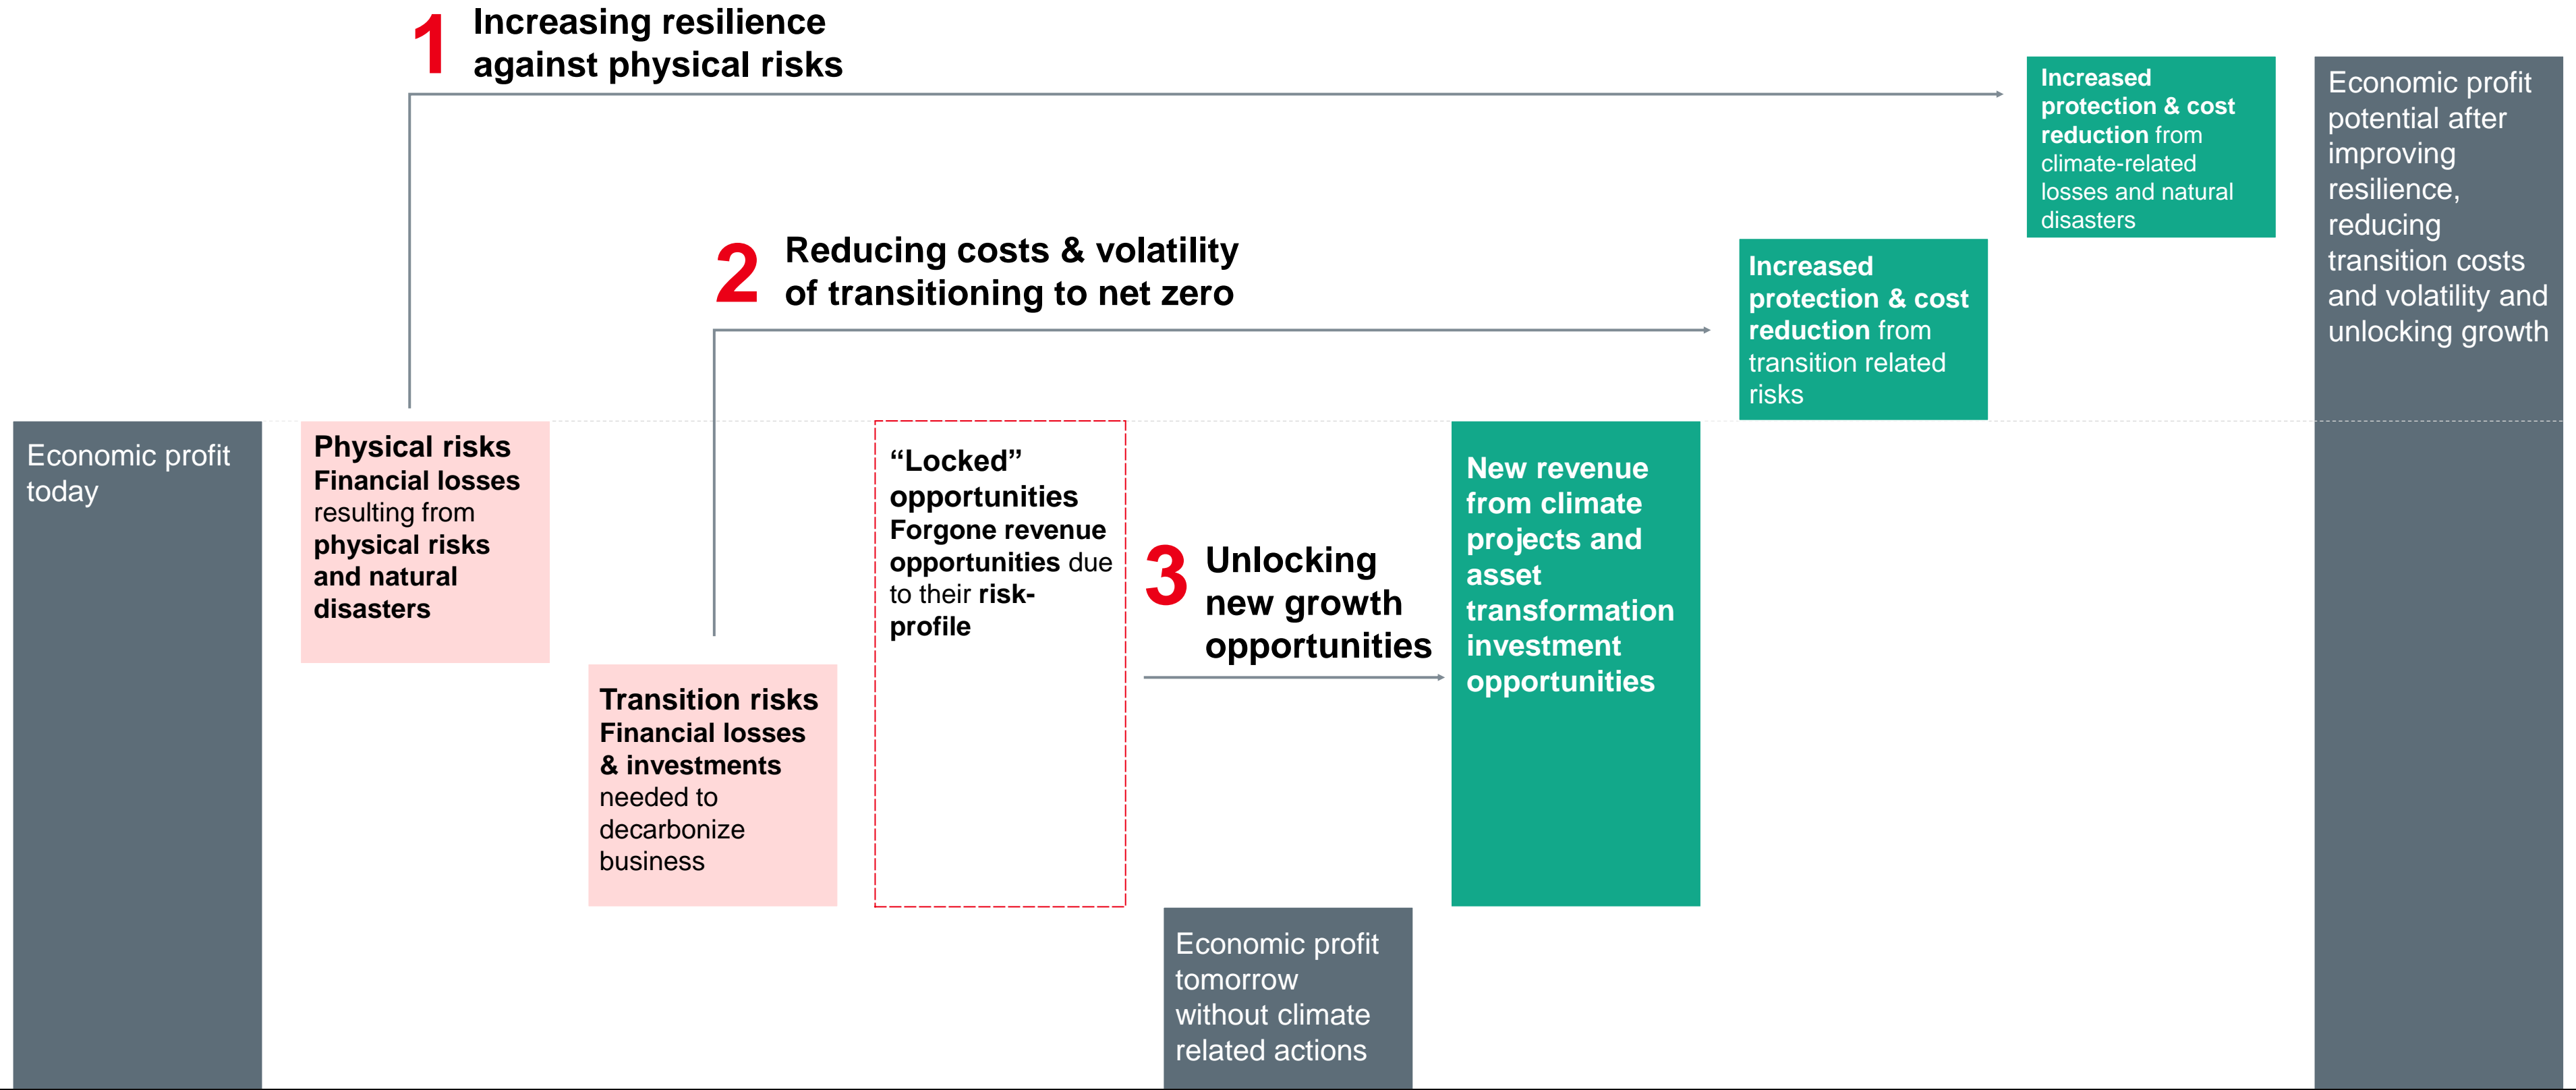 1
Increasing resilience
against physical risks
2
Reducing costs & volatility
of transitioning to net zero
Economic profit
today
Physical risks
Financial losses
resulting from
physical risks
and natural
disasters
Transition risks
Financial losses
& investments
needed to
decarbonize
business
“Locked”
opportunities
Forgone revenue
opportunities due
to their risk-
profile
3
Unlocking
new growth
opportunities
Economic profit
tomorrow
without climate
related actions
New revenue
from climate
projects and
asset
transformation
investment
opportunities
Increased
protection & cost
reduction from
transition related
risks
Increased
protection & cost
reduction from
climate-related
losses and natural
disasters
Economic profit
potential after
improving
resilience,
reducing
transition costs
and volatility and
unlocking growth